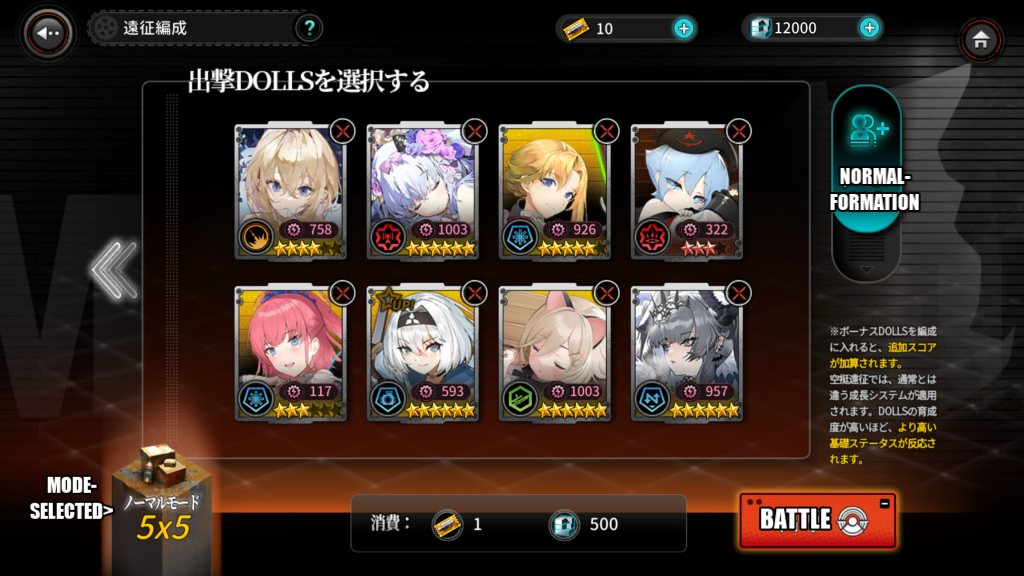 遠征編成
?
10
12000
出撃DOLLSを選択する
758
1003
926
322
NORMAL-
FORMATION
117
UP!
593
1003
957
※ボーナスDOLLSを編成
に入れると、追加スコア
が加算されます。
空挺遠征では、通常とは
違う成長システムが適用
されます。DOLLSの育成
度が高いほど、より高い
基礎ステータスが反応さ
れます。
MODE-
SELECTED>
ノーマルモード
5x5
消費：
1
500
BATTLE